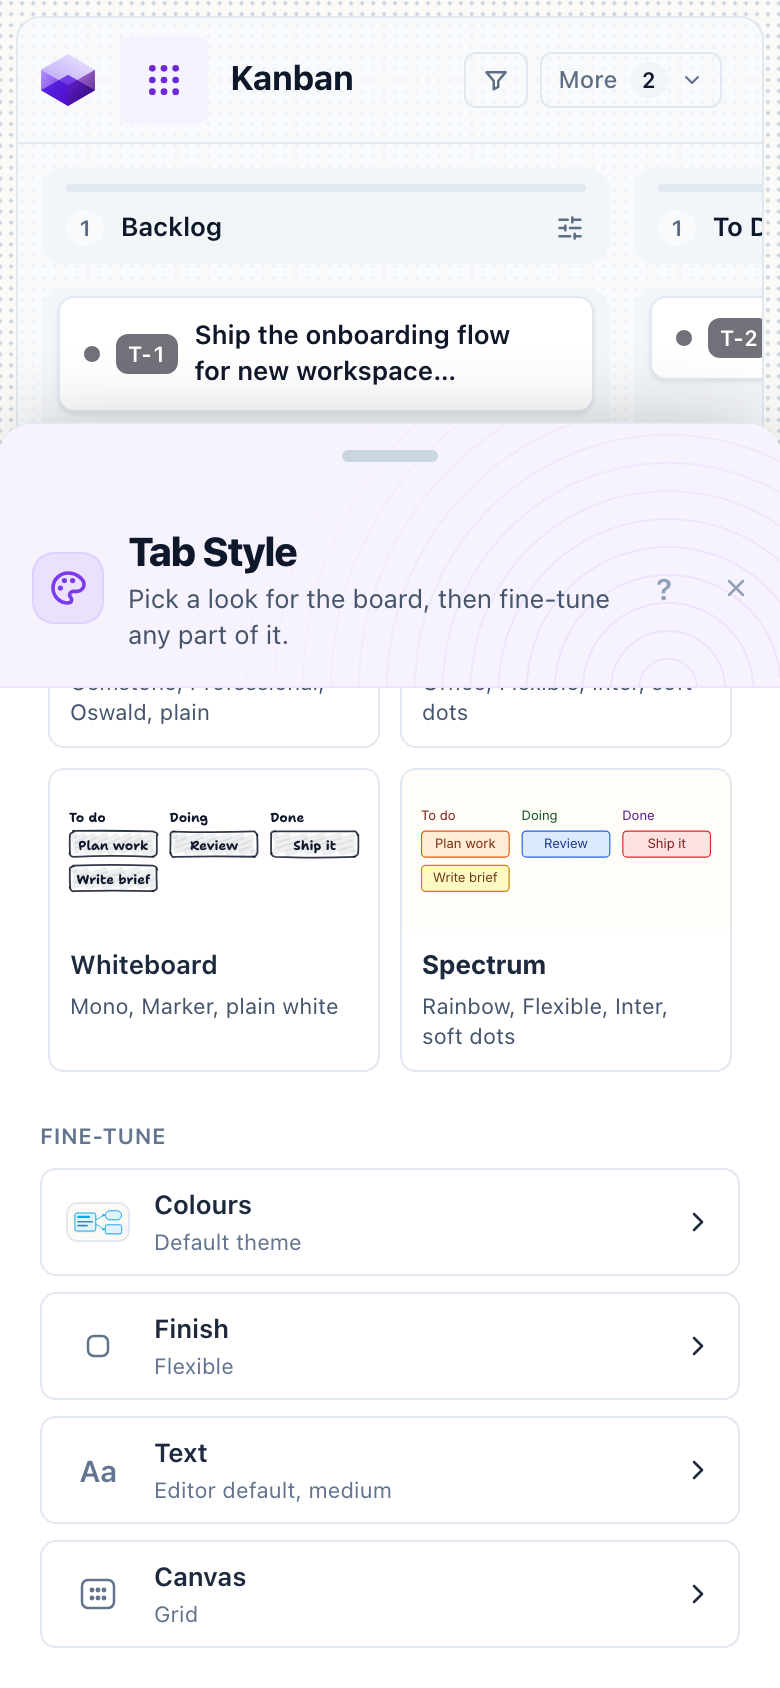 Kanban
More 2
1 Backlog
1 To D
T-1 Ship the onboarding flow
for new workspace...
T-2
Tab Style
Pick a look for the board, then fine-tune
any part of it.
?
Oswald, plain
dots
To do Doing Done
Plan work Review Ship it
Write brief
To do Doing Done
Plan work Review Ship it
Write brief
Whiteboard
Mono, Marker, plain white
Spectrum
Rainbow, Flexible, Inter,
soft dots
FINE-TUNE
Colours
Default theme
Finish
Flexible
Aa
Text
Editor default, medium
Canvas
Grid